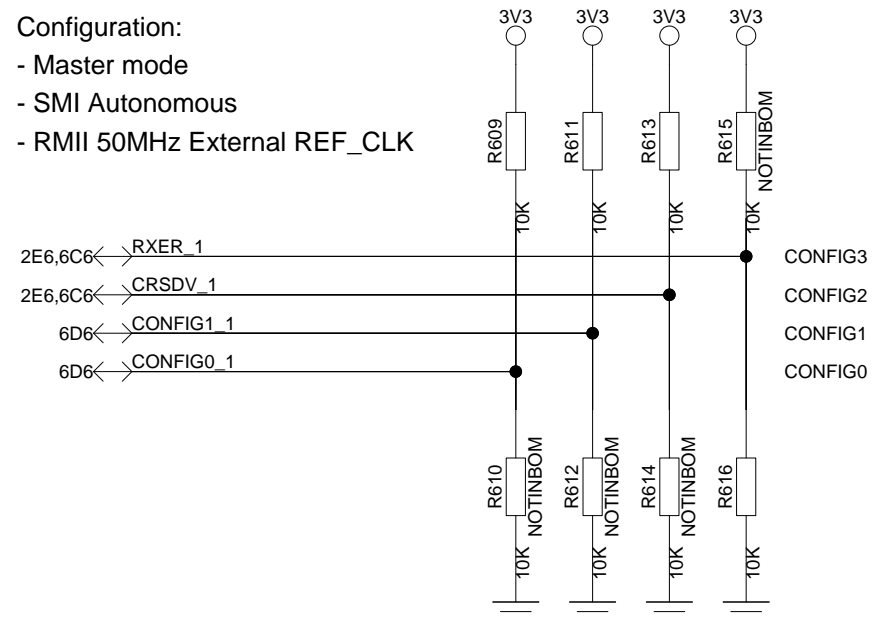 Configuration:
- Master mode
- SMI Autonomous
- RMII 50MHz External REF_CLK
3V3 3V3 3V3 3V3
R609 R611 R613 R615 NOTINBOM
10K 10K 10K 10K
2E6,6C6 RXER_1 CONFIG3
2E6,6C6 CRSDV_1 CONFIG2
6D6 CONFIG1_1 CONFIG1
6D6 CONFIG0_1 CONFIG0
R610 NOTINBOM R612 NOTINBOM R614 NOTINBOM R616
10K 10K 10K 10K